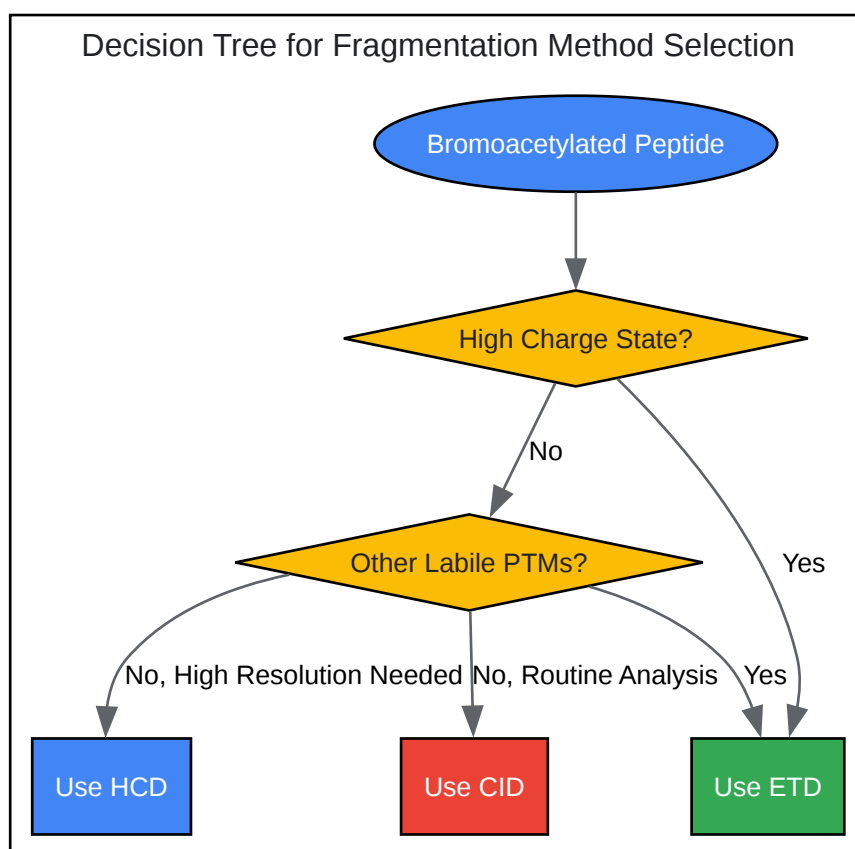 Decision Tree for Fragmentation Method Selection
Bromoacetylated Peptide
High Charge State?
No
Other Labile PTMs?
Yes
No, High Resolution Needed
No, Routine Analysis
Yes
Use HCD
Use CID
Use ETD